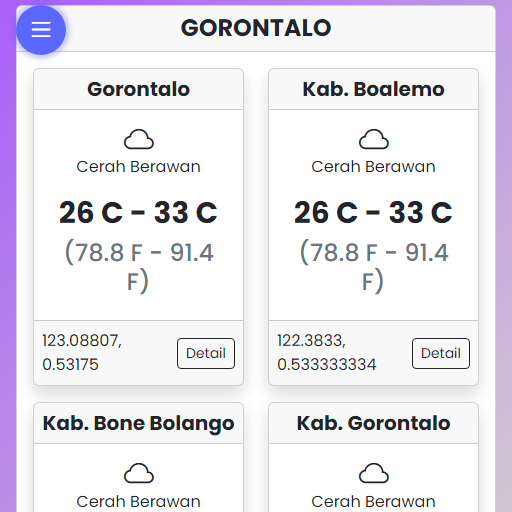 GORONTALO
Gorontalo
Cerah Berawan
26 C - 33 C
(78.8 F - 91.4
F)
123.08807,
0.53175
Detail
Kab. Boalemo
Cerah Berawan
26 C - 33 C
(78.8 F - 91.4
F)
122.3833,
0.533333334
Detail
Kab. Bone Bolango
Cerah Berawan
Kab. Gorontalo
Cerah Berawan